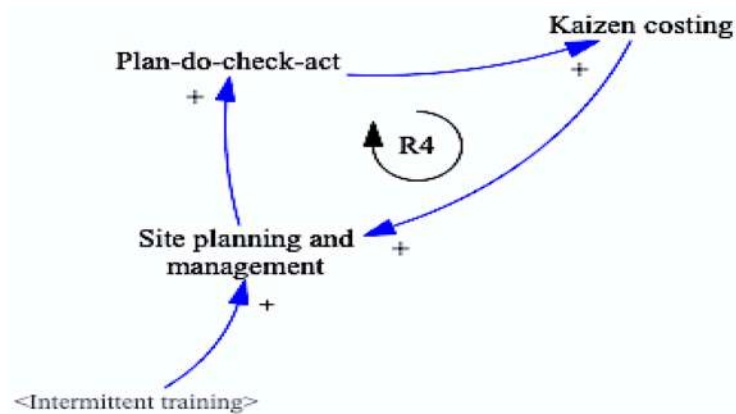 Kaizen costing
Plan-do-check-act
+
+
R4
Site planning and
management
+
+
<Intermittent training>